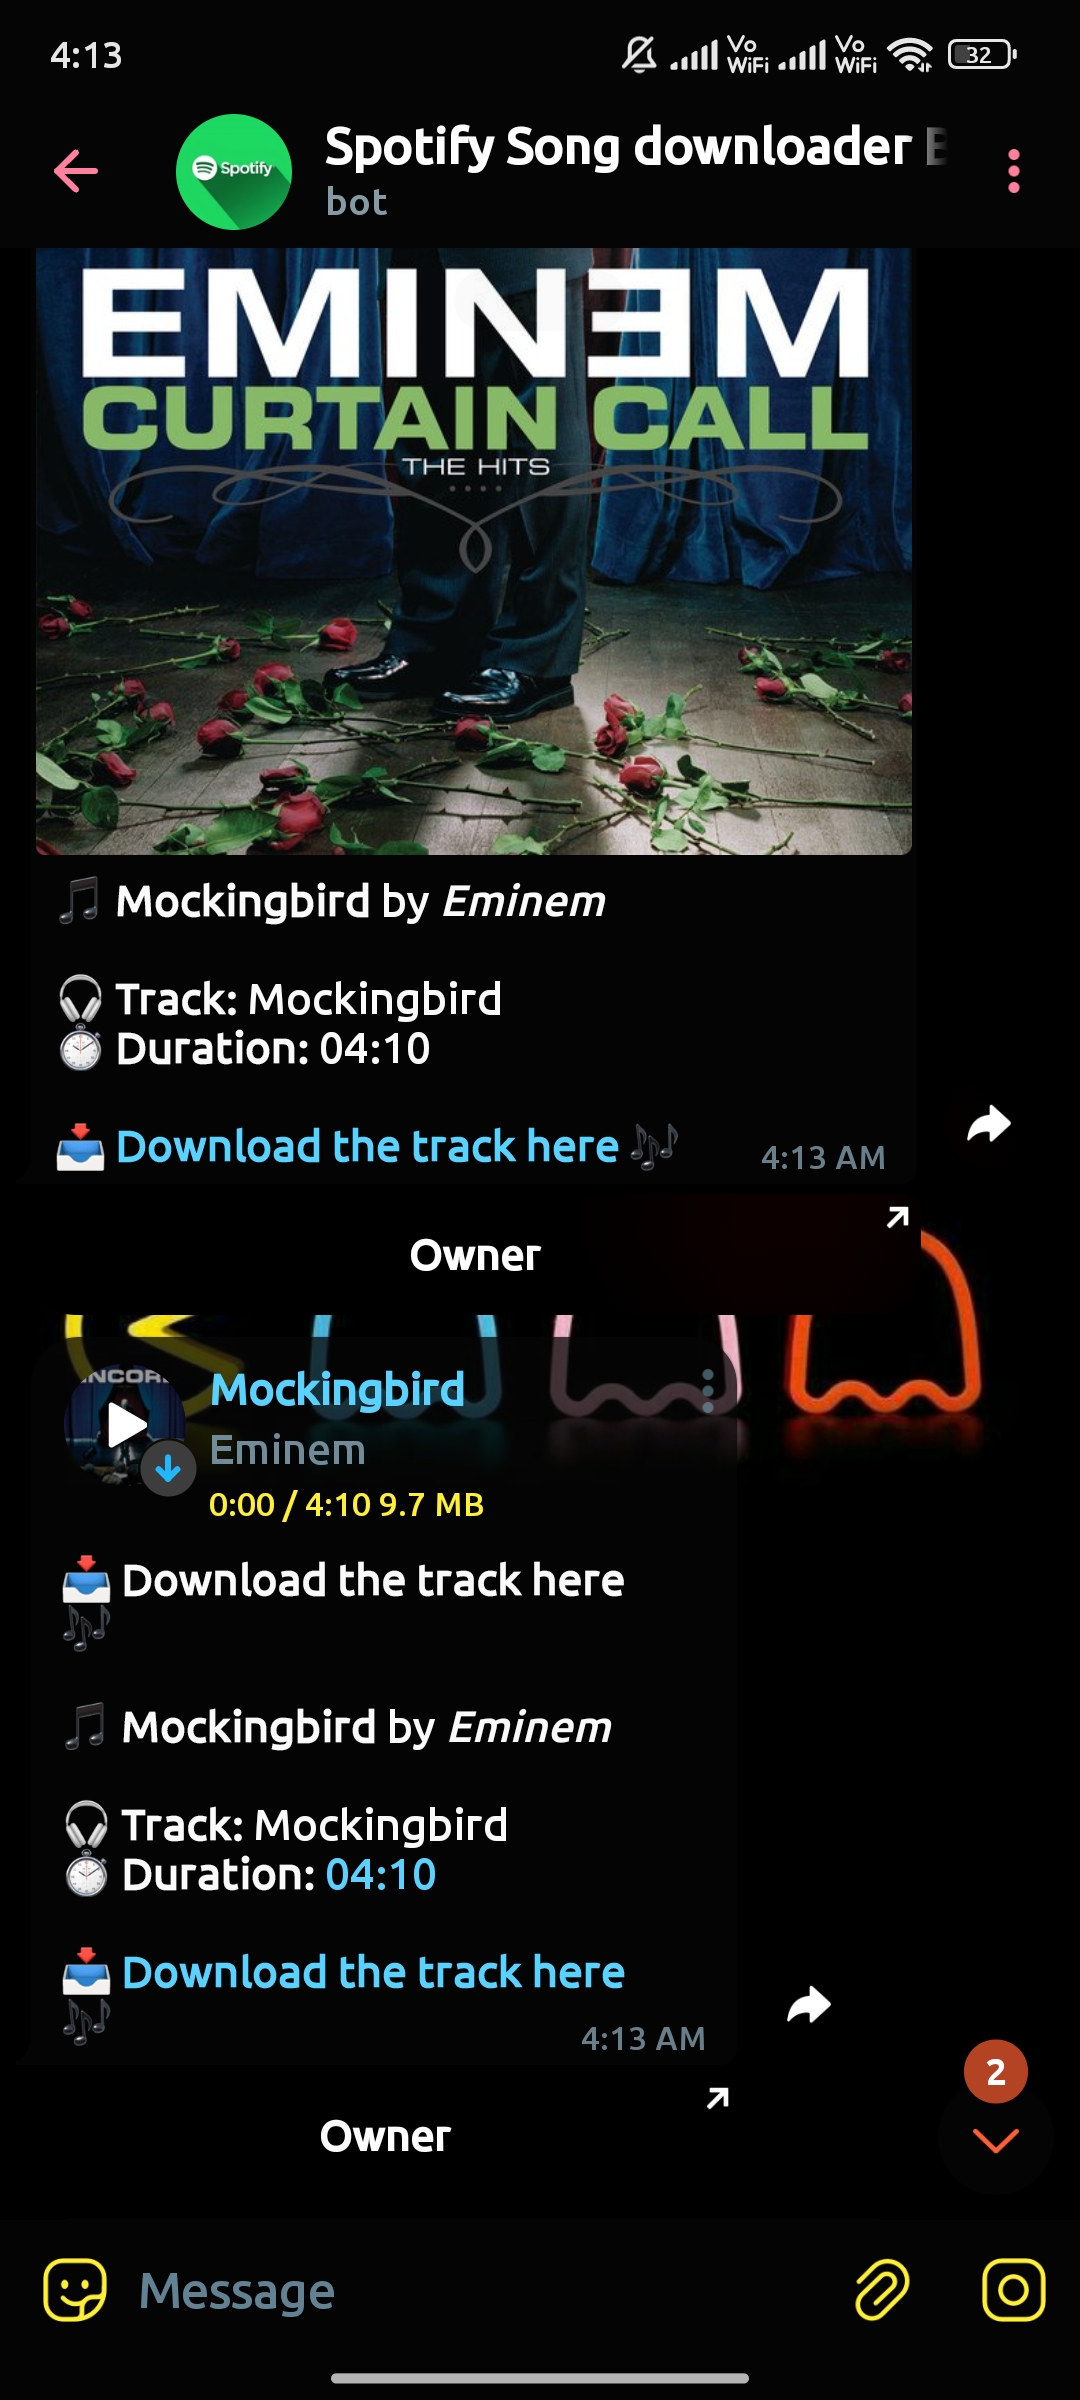 4:13
Vo WiFi Vo WiFi 32
Spotify
Spotify Song downloader
bot
EMINEM
CURTAIN CALL
THE HITS
🎵 Mockingbird by Eminem
🎧 Track: Mockingbird
⏱ Duration: 04:10
📥 Download the track here 🎶
4:13 AM
Owner
ENCORE
Mockingbird
Eminem
0:00 / 4:10 9.7 MB
📥 Download the track here
🎶
🎵 Mockingbird by Eminem
🎧 Track: Mockingbird
⏱ Duration: 04:10
📥 Download the track here
🎶
4:13 AM
2
Owner
Message